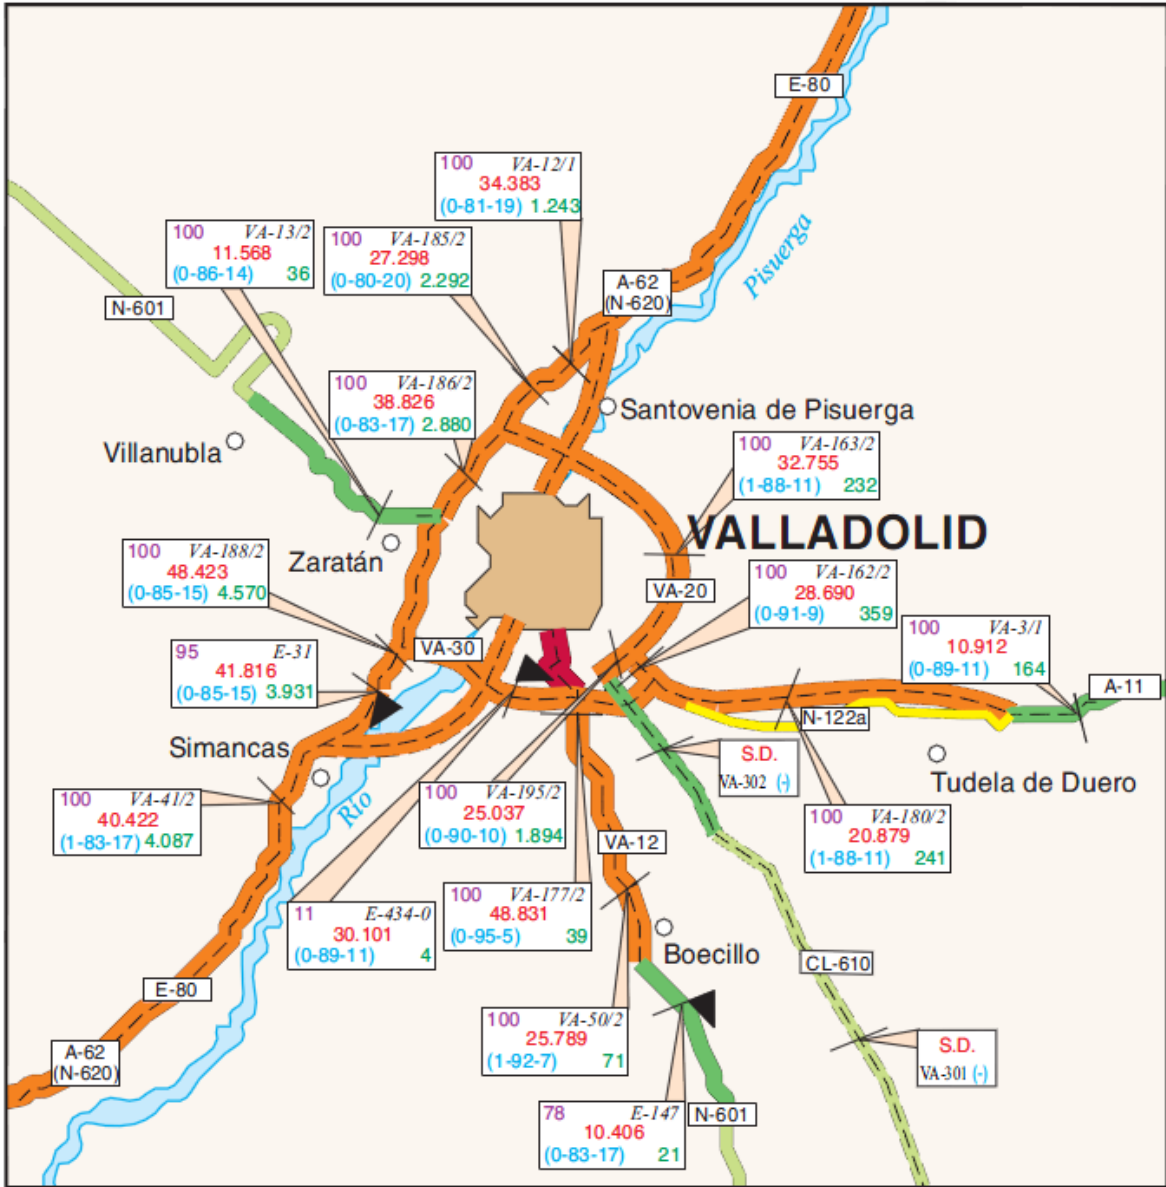 E-80
100 VA-12/1
34.383
(0-81-19) 1.243
100 VA-13/2
11.568
(0-86-14) 36
100 VA-185/2
27.298
(0-80-20) 2.292
Pisuerga
A-62
(N-620)
N-601
100 VA-186/2
38.826
(0-83-17) 2.880
Santovenia de Pisuerga
Villanubla
100 VA-163/2
32.755
(1-88-11) 232
VALLADOLID
100 VA-188/2
48.423
(0-85-15) 4.570
Zaratán
100 VA-162/2
28.690
(0-91-9) 359
VA-20
100 VA-3/1
10.912
(0-89-11) 164
VA-30
95 E-31
41.816
(0-85-15) 3.931
A-11
N-122a
Simancas
S.D.
VA-302 (-)
Tudela de Duero
Río
100 VA-41/2
40.422
(1-83-17) 4.087
100 VA-195/2
25.037
(0-90-10) 1.894
100 VA-180/2
20.879
(1-88-11) 241
VA-12
100 VA-177/2
48.831
(0-95-5) 39
11 E-434-0
30.101
(0-89-11) 4
Boecillo
CL-610
E-80
100 VA-50/2
25.789
(1-92-7) 71
A-62
(N-620)
S.D.
VA-301 (-)
78 E-147
10.406
(0-83-17) 21
N-601